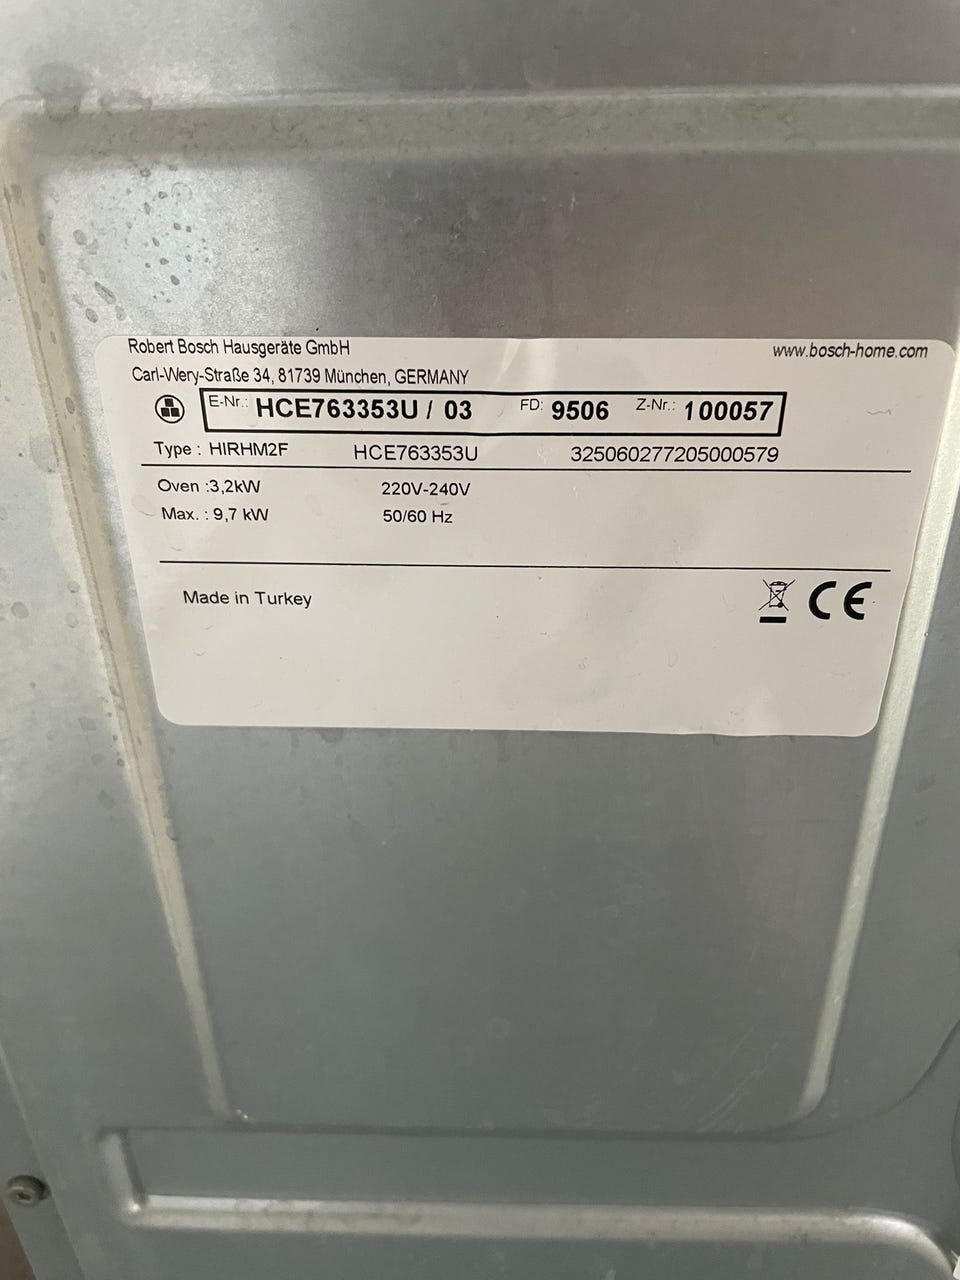 Robert Bosch Hausgeräte GmbH www.bosch-home.com
Carl-Wery-Straße 34, 81739 München, GERMANY
E-Nr.: HCE763353U / 03 FD: 9506 Z-Nr.: 100057
Type : HIRHM2F HCE763353U 325060277205000579
Oven :3,2kW 220V-240V
Max. : 9,7 kW 50/60 Hz
Made in Turkey CE